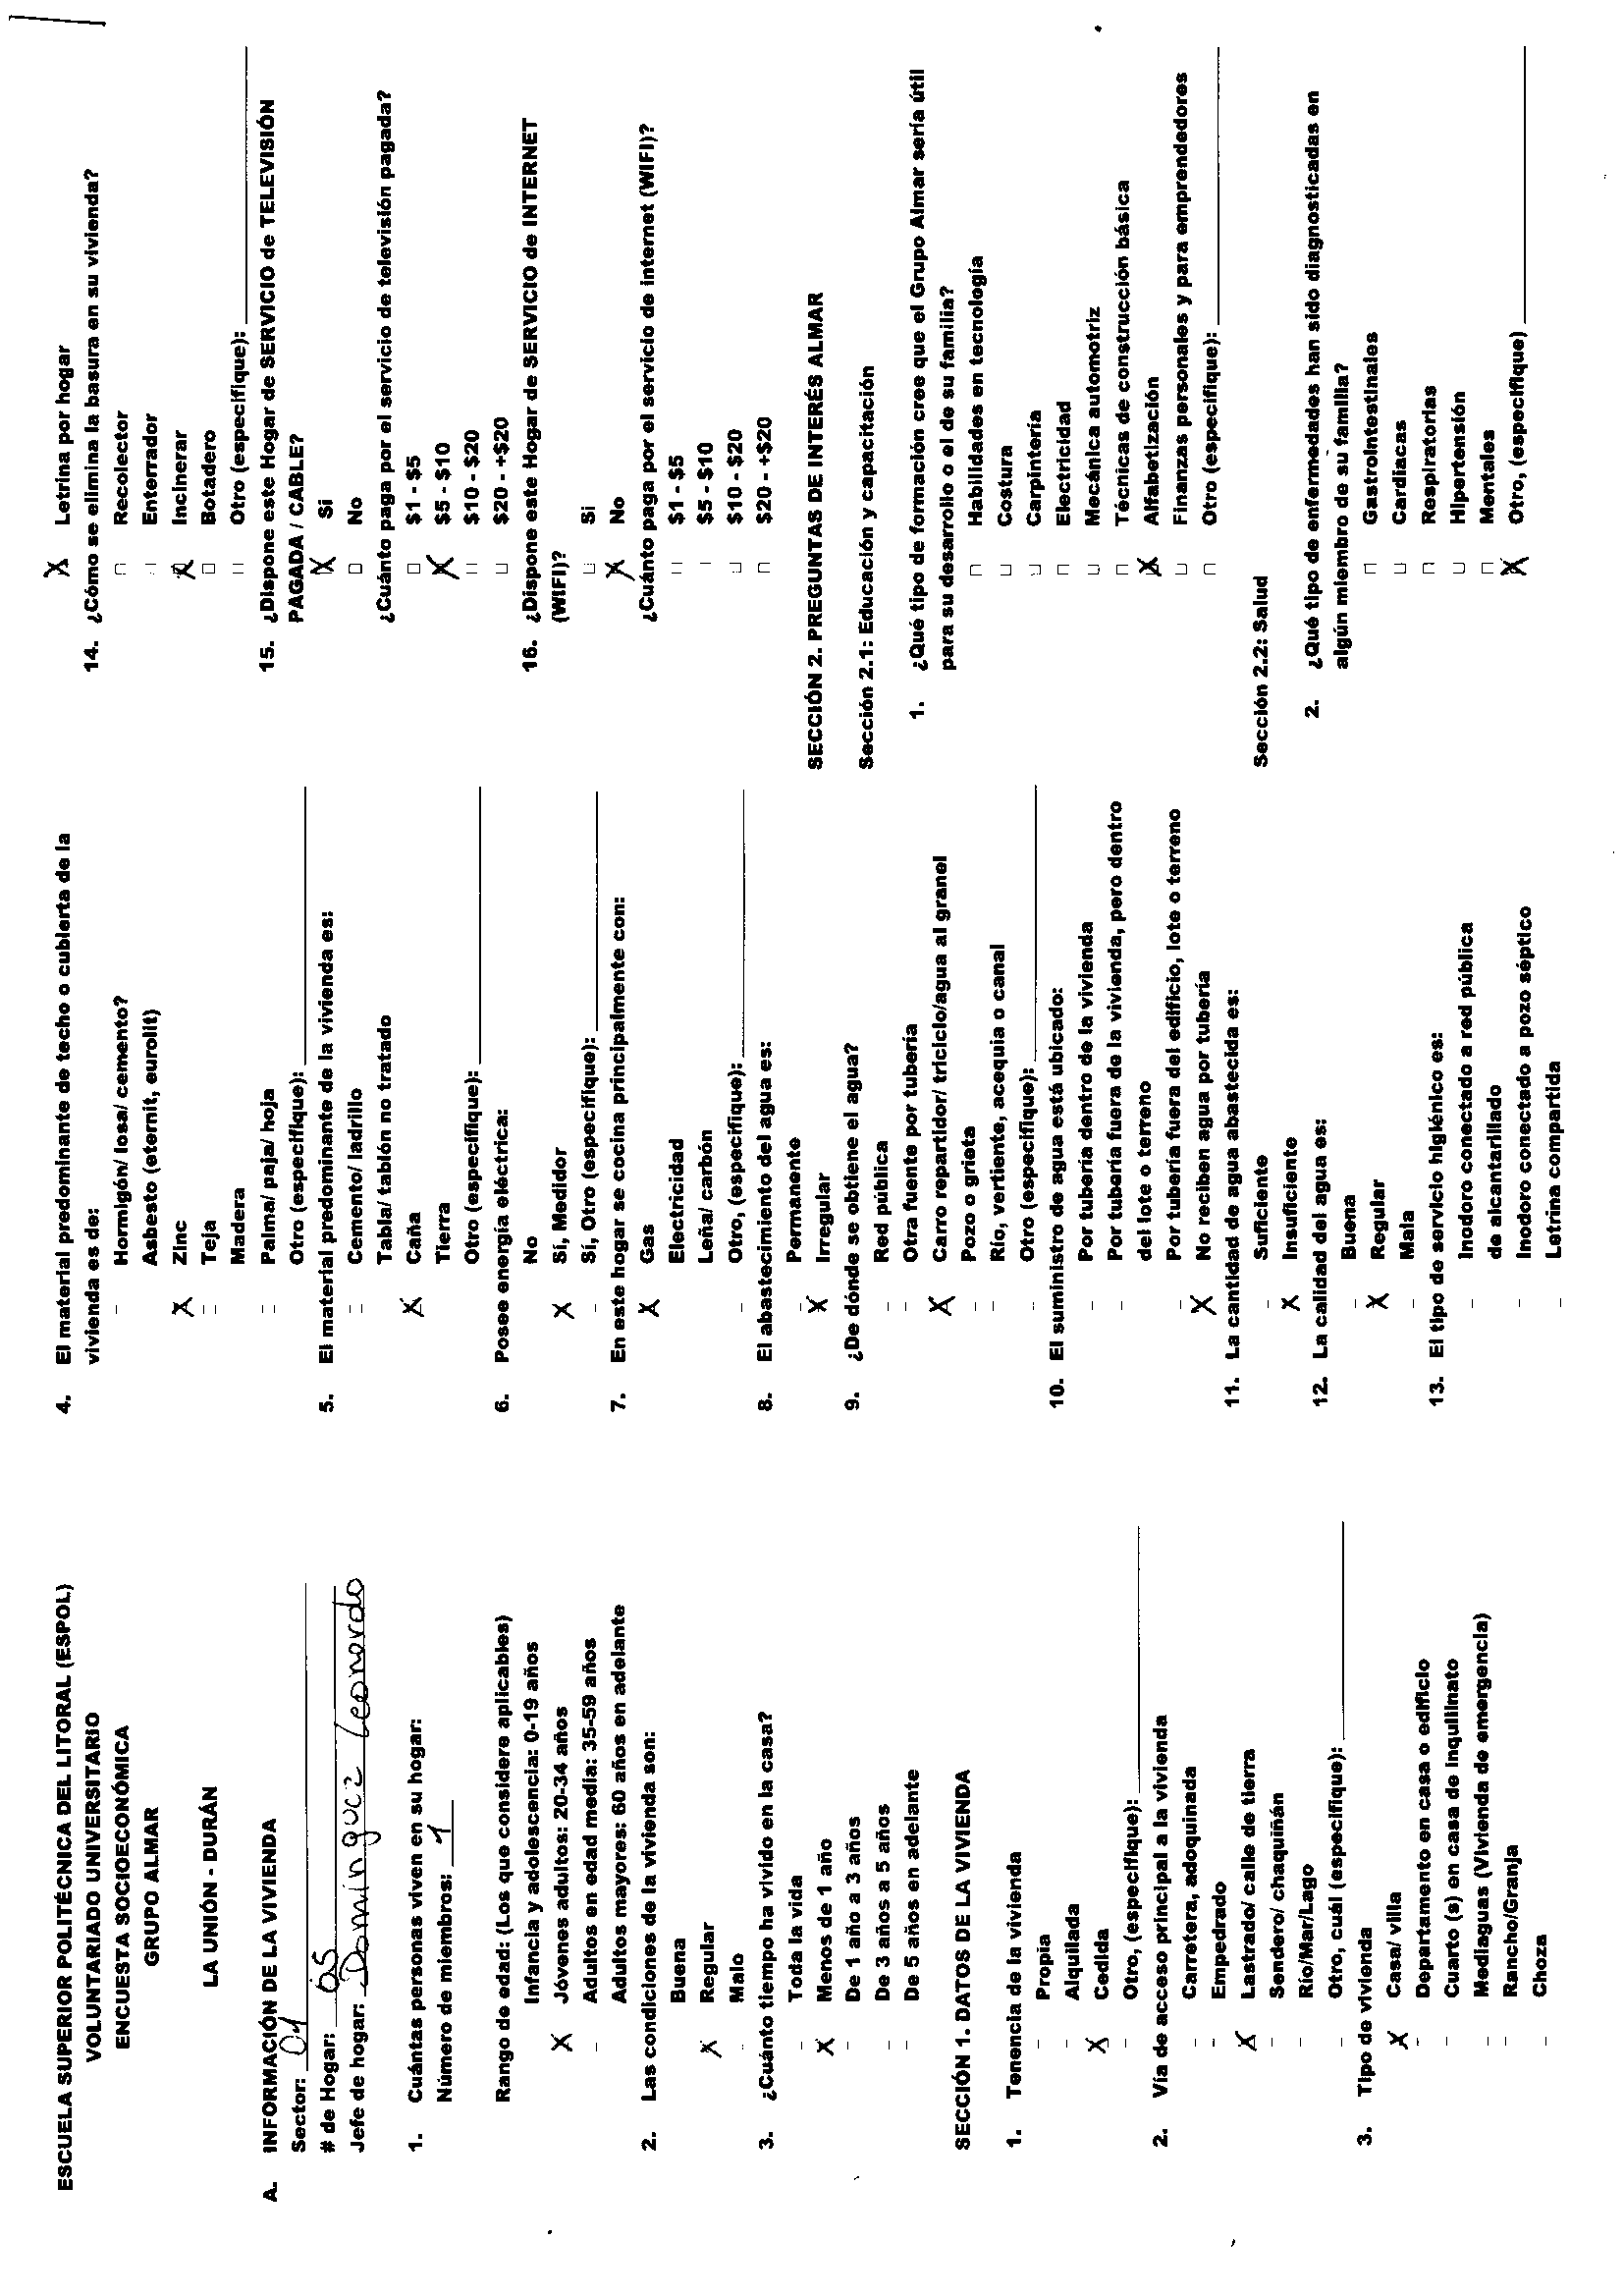 ESCUELA SUPERIOR POLITÉCNICA DEL LITORAL (ESPOL)
VOLUNTARIADO UNIVERSITARIO
ENCUESTA SOCIOECONÓMICA
GRUPO ALMAR
LA UNIÓN - DURÁN
A. INFORMACIÓN DE LA VIVIENDA
Sector: 01
# de Hogar: 05
Jefe de hogar: Domínguez Leonardo
1. Cuántas personas viven en su hogar:
Número de miembros: 1
Rango de edad: (Los que considere aplicables)
Infancia y adolescencia: 0-19 años
X Jóvenes adultos: 20-34 años
Adultos en edad media: 35-59 años
Adultos mayores: 60 años en adelante
2. Las condiciones de la vivienda son:
Buena
X Regular
Malo
3. ¿Cuánto tiempo ha vivido en la casa?
Toda la vida
X Menos de 1 año
De 1 año a 3 años
De 3 años a 5 años
De 5 años en adelante
SECCIÓN 1. DATOS DE LA VIVIENDA
1. Tenencia de la vivienda
Propia
Alquilada
X Cedida
Otro, (especifique):
2. Vía de acceso principal a la vivienda
Carretera, adoquinada
Empedrado
X Lastrado/ calle de tierra
Sendero/ chaquiñán
Río/Mar/Lago
Otro, cuál (especifique):
3. Tipo de vivienda
X Casa/ villa
Departamento en casa o edificio
Cuarto (s) en casa de inquilinato
Mediaguas (Vivienda de emergencia)
Rancho/Granja
Choza
4. El material predominante de techo o cubierta de la
vivienda es de:
Hormigón/ losa/ cemento?
Asbesto (eternit, eurolit)
X Zinc
Teja
Madera
Palma/ paja/ hoja
Otro (especifique):
5. El material predominante de la vivienda es:
Cemento/ ladrillo
Tabla/ tablón no tratado
X Caña
Tierra
Otro (especifique):
6. Posee energía eléctrica:
No
X Sí, Medidor
Sí, Otro (especifique):
7. En este hogar se cocina principalmente con:
X Gas
Electricidad
Leña/ carbón
Otro, (especifique):
8. El abastecimiento del agua es:
Permanente
X Irregular
9. ¿De dónde se obtiene el agua?
Red pública
Otra fuente por tubería
X Carro repartidor/ triciclo/agua al granel
Pozo o grieta
Río, vertiente, acequia o canal
Otro (especifique):
10. El suministro de agua está ubicado:
Por tubería dentro de la vivienda
Por tubería fuera de la vivienda, pero dentro
del lote o terreno
Por tubería fuera del edificio, lote o terreno
X No reciben agua por tubería
11. La cantidad de agua abastecida es:
Suficiente
X Insuficiente
12. La calidad del agua es:
Buena
X Regular
Mala
13. El tipo de servicio higiénico es:
Inodoro conectado a red pública
de alcantarillado
Inodoro conectado a pozo séptico
Letrina compartida
X Letrina por hogar
14. ¿Cómo se elimina la basura en su vivienda?
Recolector
Enterrador
X Incinerar
Botadero
Otro (especifique):
15. ¿Dispone este Hogar de SERVICIO de TELEVISIÓN
PAGADA / CABLE?
X Si
No
¿Cuánto paga por el servicio de televisión pagada?
$1 - $5
X $5 - $10
$10 - $20
$20 - +$20
16. ¿Dispone este Hogar de SERVICIO de INTERNET
(WIFI)?
Si
X No
¿Cuánto paga por el servicio de internet (WIFI)?
$1 - $5
$5 - $10
$10 - $20
$20 - +$20
SECCIÓN 2. PREGUNTAS DE INTERÉS ALMAR
Sección 2.1: Educación y capacitación
1. ¿Qué tipo de formación cree que el Grupo Almar sería útil
para su desarrollo o el de su familia?
Habilidades en tecnología
Costura
Carpintería
Electricidad
Mecánica automotriz
Técnicas de construcción básica
X Alfabetización
Finanzas personales y para emprendedores
Otro (especifique):
Sección 2.2: Salud
2. ¿Qué tipo de enfermedades han sido diagnosticadas en
algún miembro de su familia?
Gastrointestinales
Cardiacas
Respiratorias
Hipertensión
Mentales
X Otro, (especifique)